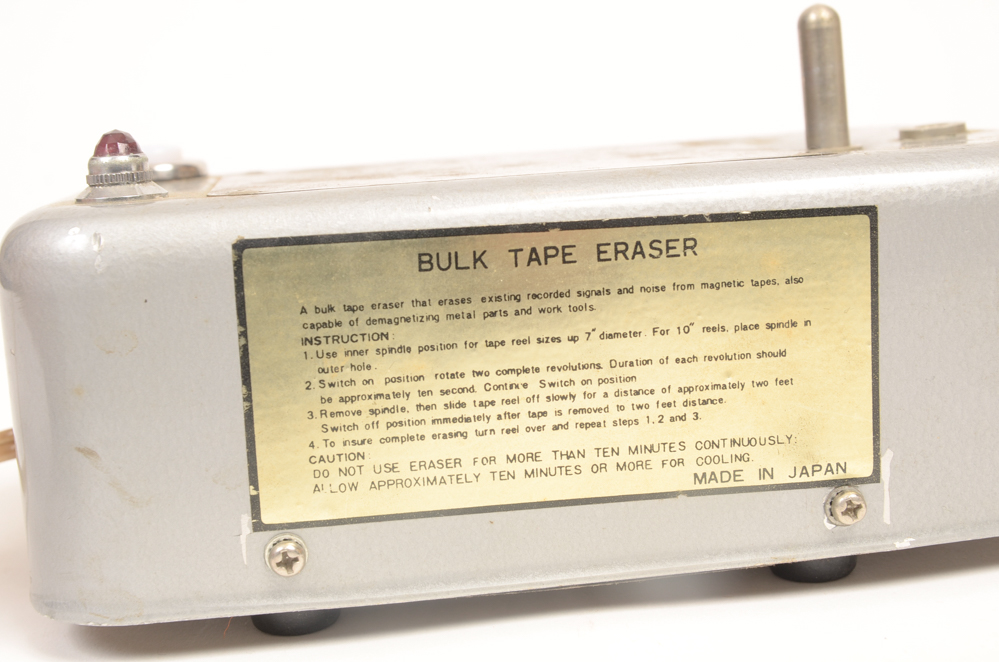 BULK TAPE ERASER
A bulk tape eraser that erases existing recorded signals and noise from magnetic tapes, also
capable of demagnetizing metal parts and work tools.
INSTRUCTION:
1. Use inner spindle position for tape reel sizes up 7" diameter. For 10" reels, place spindle in
outer hole.
2. Switch on position rotate two complete revolutions. Duration of each revolution should
be approximately ten second. Continue Switch on position
3. Remove spindle, then slide tape reel off slowly for a distance of approximately two feet
Switch off position immediately after tape is removed to two feet distance.
4. To insure complete erasing turn reel over and repeat steps 1. 2 and 3.
CAUTION:
DO NOT USE ERASER FOR MORE THAN TEN MINUTES CONTINUOUSLY:
ALLOW APPROXIMATELY TEN MINUTES OR MORE FOR COOLING.
MADE IN JAPAN